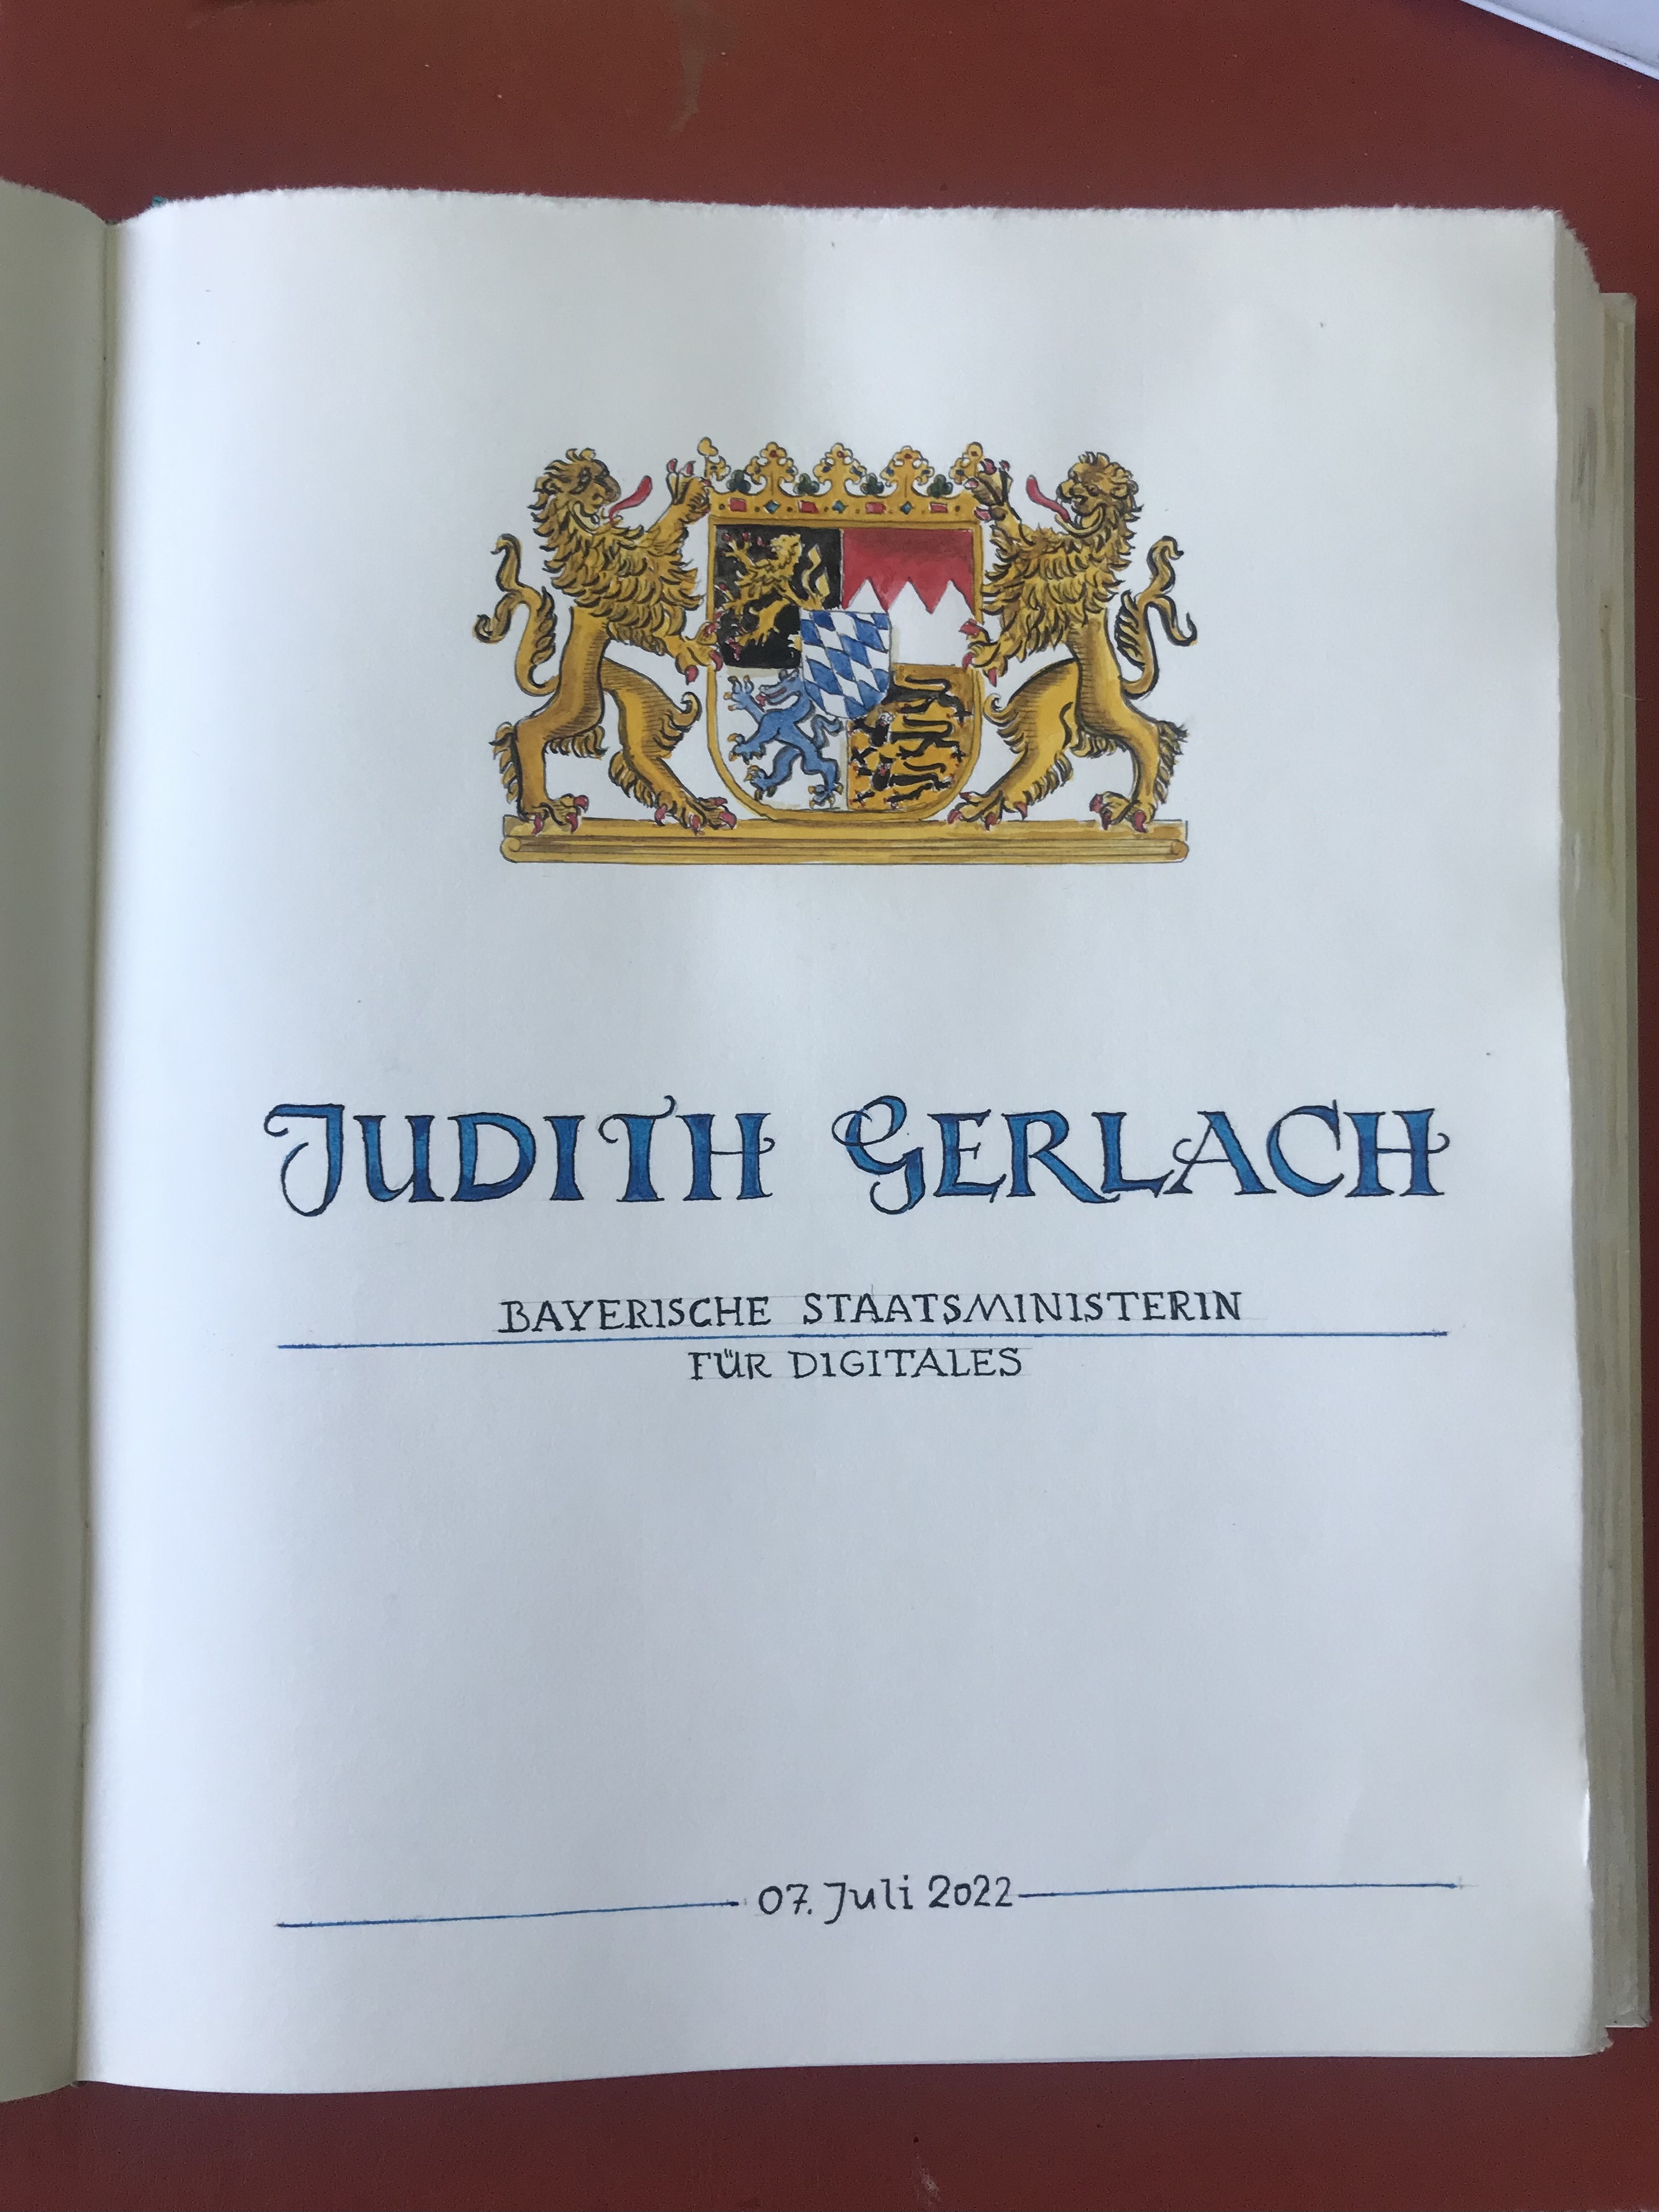 JUDITH GERLACH
BAYERISCHE STAATSMINISTERIN
FÜR DIGITALES
07. Juli 2022